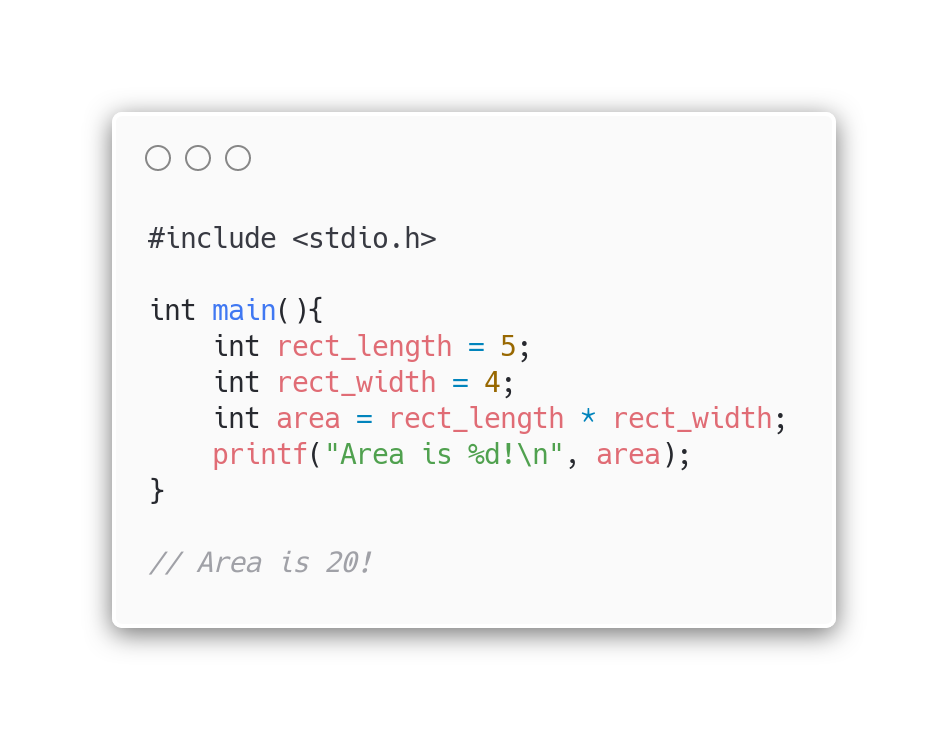 #include <stdio.h>

int main(){
    int rect_length = 5;
    int rect_width = 4;
    int area = rect_length * rect_width;
    printf("Area is %d!\n", area);
}

// Area is 20!